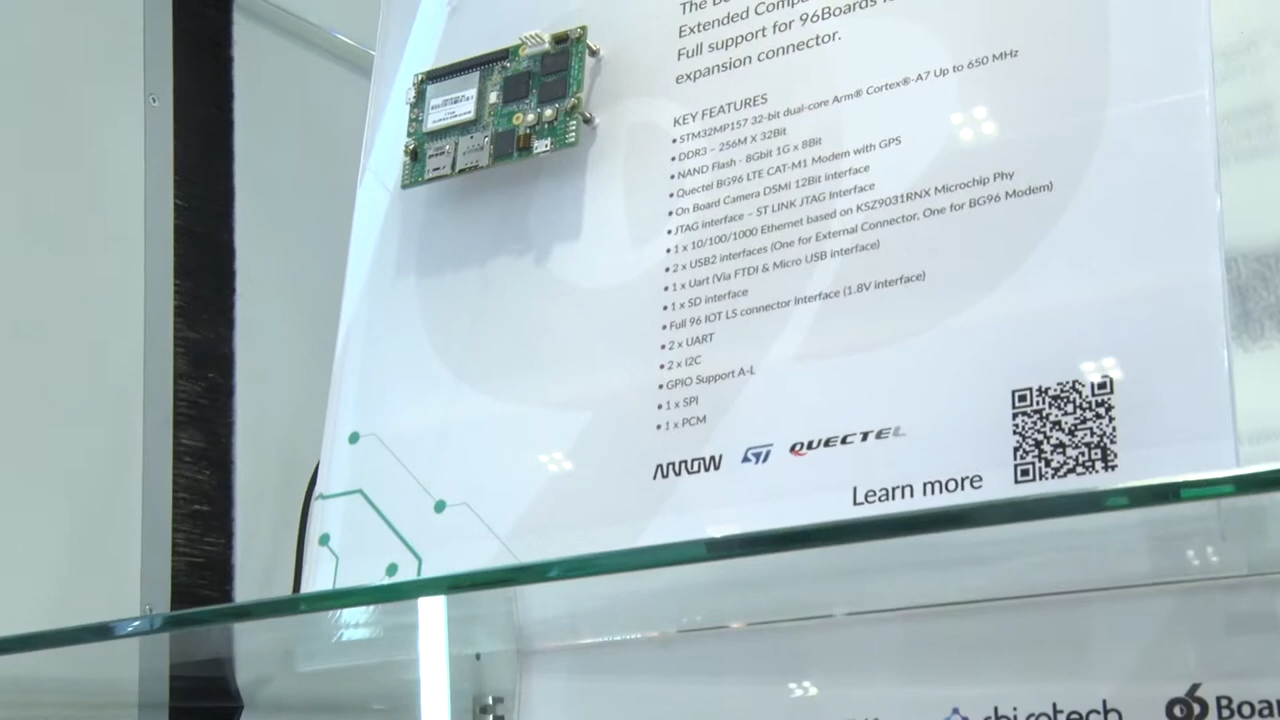 The
Extended
Full support for 96Boards
expansion connector.
KEY FEATURES
• STM32MP157 32-bit dual-core Arm® Cortex®-A7 Up to 650 MHz
• DDR3 – 256M X 32Bit
• NAND Flash - 8Gbit 1G x 8Bit
• Quectel BG96 LTE CAT-M1 Modem with GPS
• On Board Camera DSMI 12Bit interface
• JTAG interface – ST LINK JTAG Interface
• 1 x 10/100/1000 Ethernet based on KSZ9031RNX Microchip Phy
• 2 x USB2 interfaces (One for External Connector, One for BG96 Modem)
• 1 x Uart (Via FTDI & Micro USB interface)
• 1 x SD interface
• Full 96 IOT LS connector Interface (1.8V interface)
• 2 x UART
• 2 x I2C
• GPIO Support A-L
• 1 x SPI
• 1 x PCM
ARROW ST QUECTEL
Learn more
96 Boar